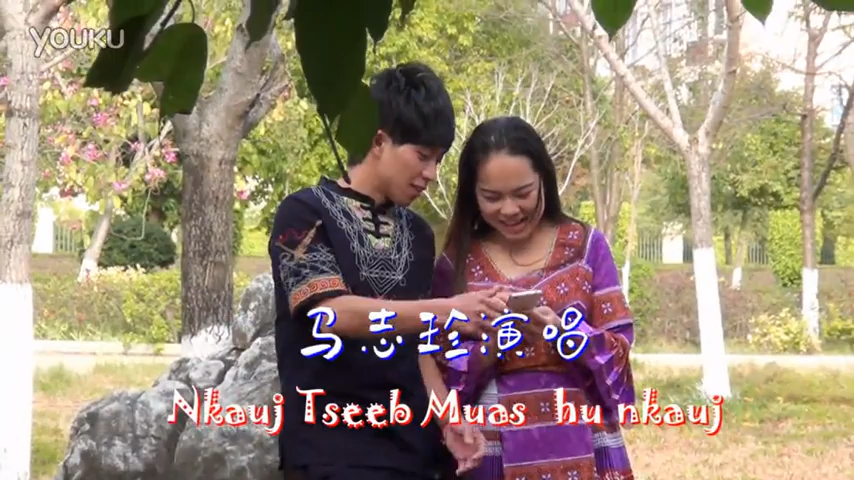 YOUKU
马志珍演唱
Nkauj Tseeb Muas hu nkauj